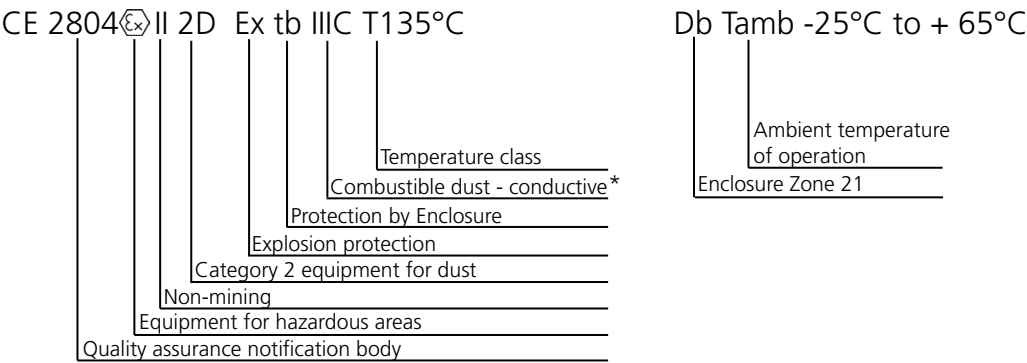 CE 2804 Ex II 2D Ex tb IIIC T135°C
Db Tamb -25°C to + 65°C
Ambient temperature
of operation
Enclosure Zone 21
Temperature class
Combustible dust - conductive*
Protection by Enclosure
Explosion protection
Category 2 equipment for dust
Non-mining
Equipment for hazardous areas
Quality assurance notification body